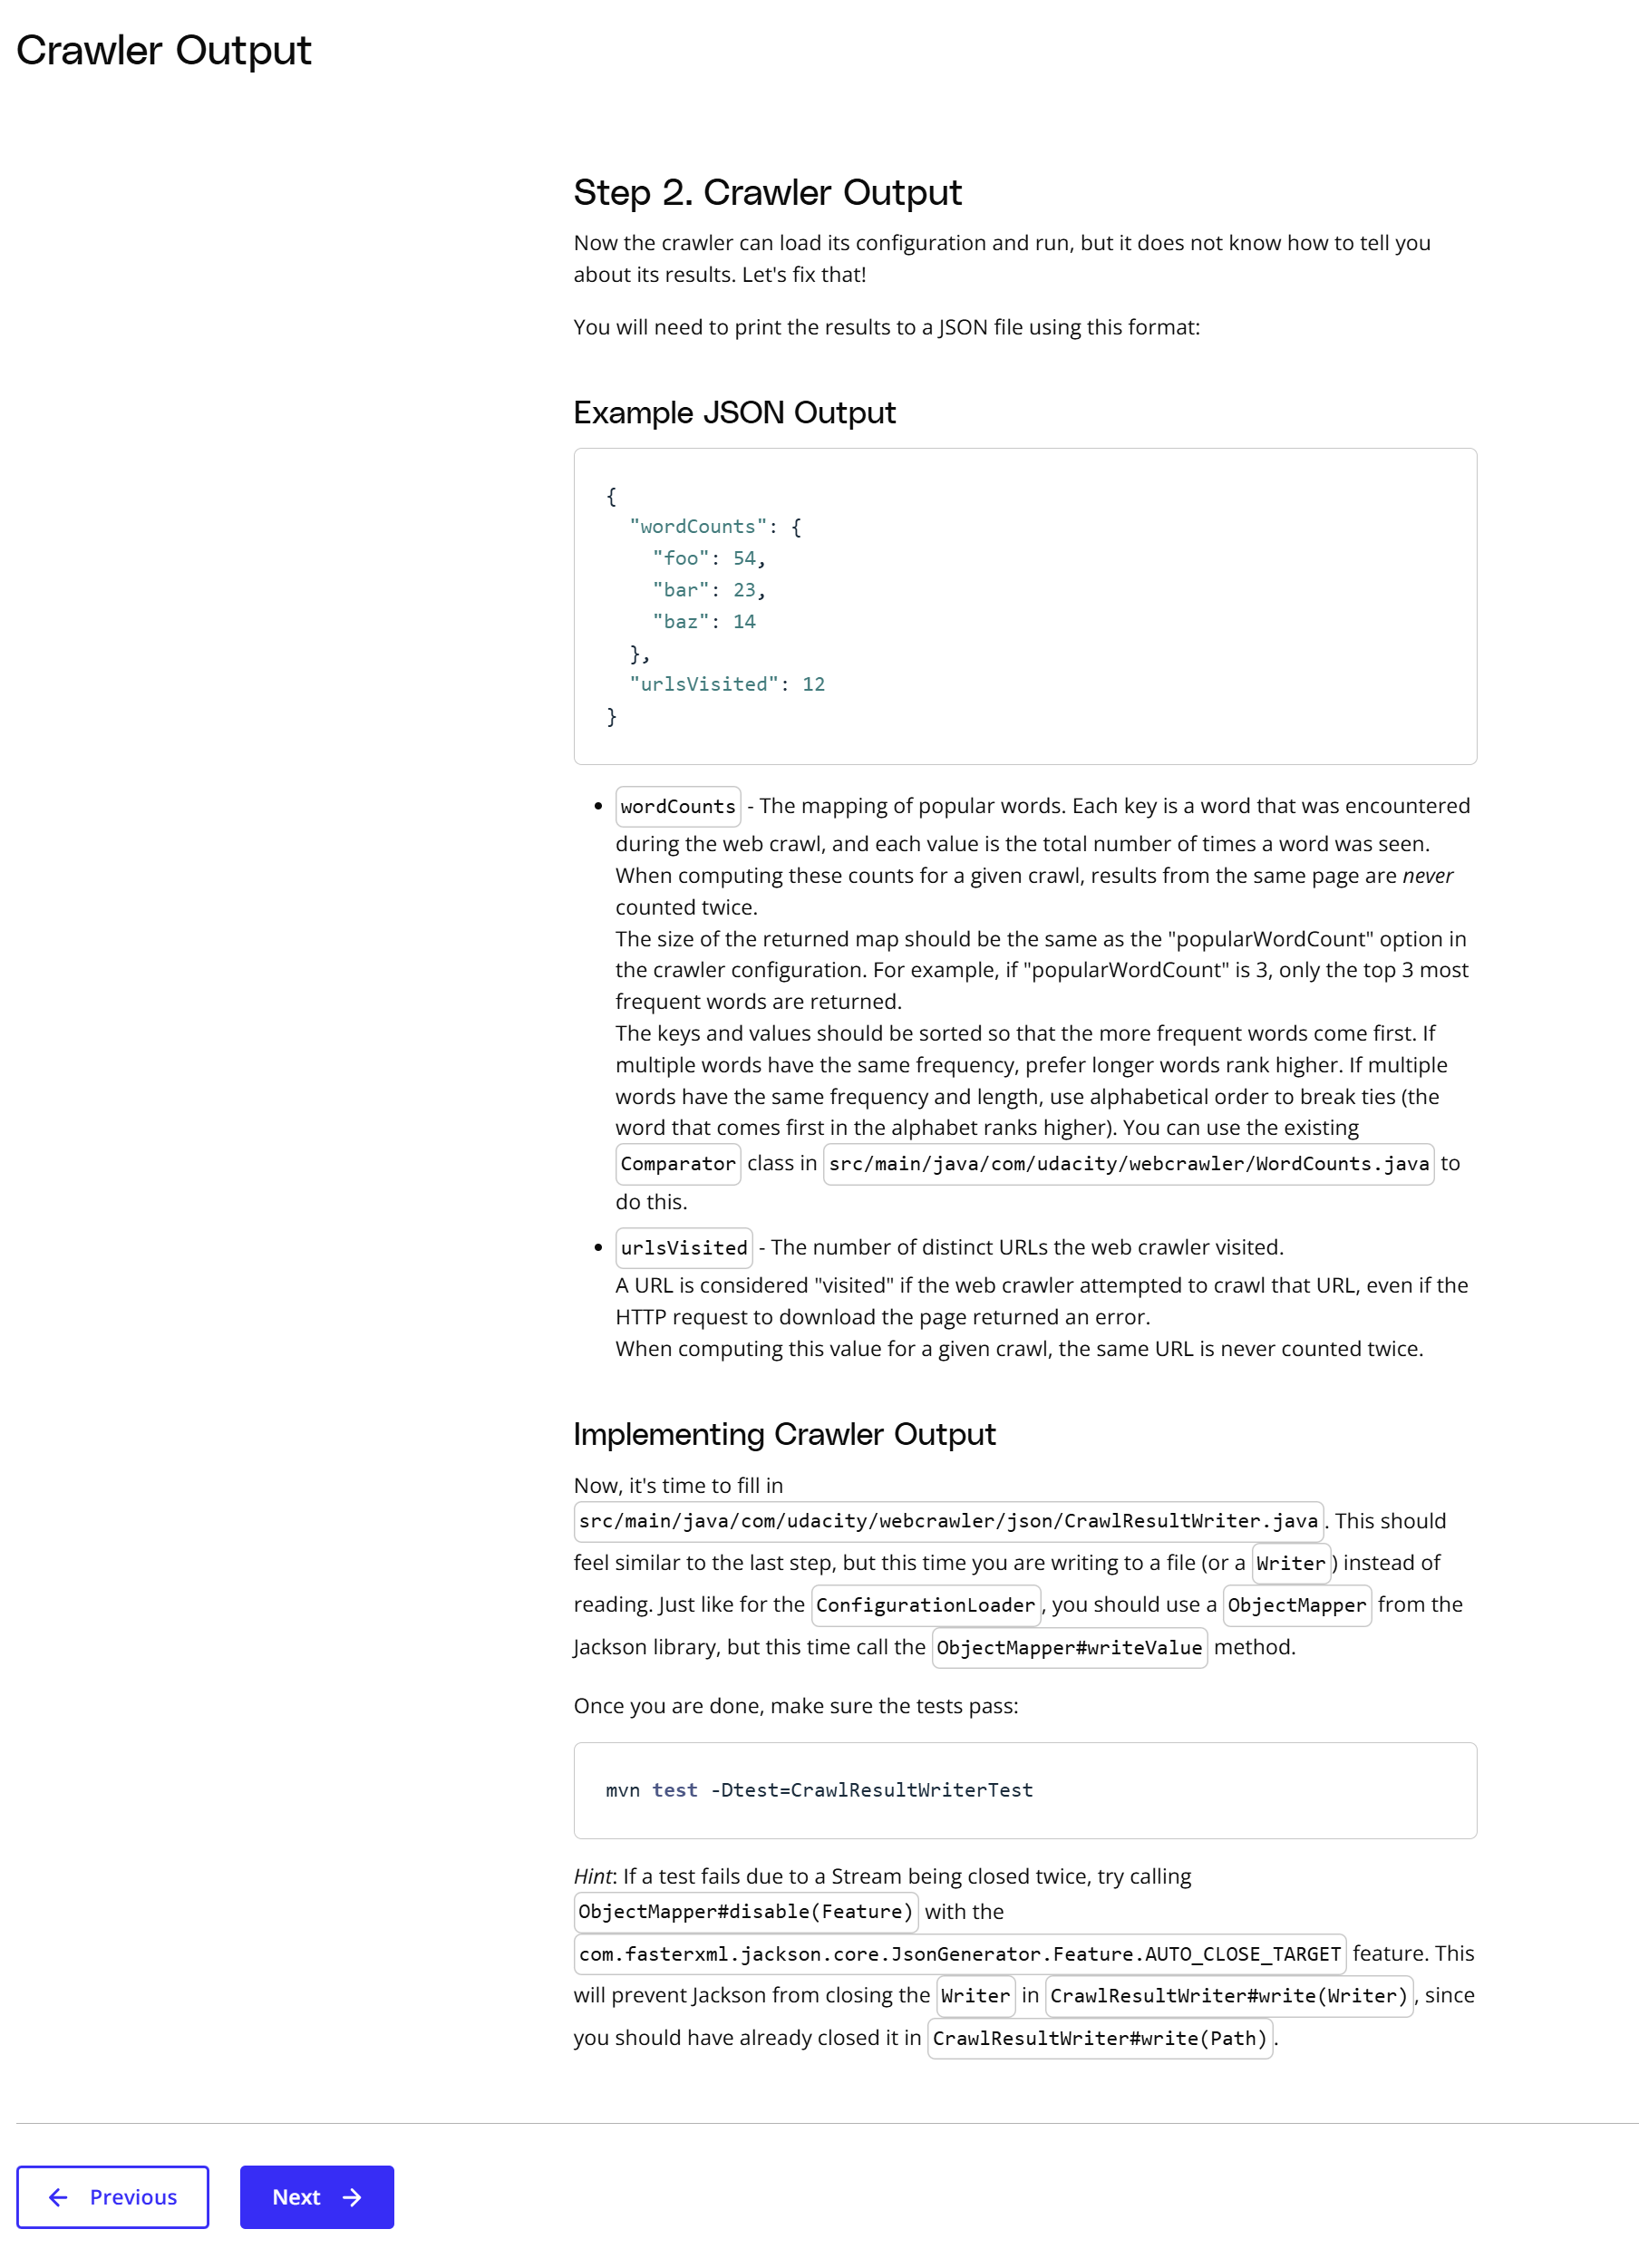 Crawler Output
Step 2. Crawler Output
Now the crawler can load its configuration and run, but it does not know how to tell you
about its results. Let's fix that!
You will need to print the results to a JSON file using this format:
Example JSON Output
{
  "wordCounts": {
    "foo": 54,
    "bar": 23,
    "baz": 14
  },
  "urlsVisited": 12
}
• wordCounts - The mapping of popular words. Each key is a word that was encountered
during the web crawl, and each value is the total number of times a word was seen.
When computing these counts for a given crawl, results from the same page are never
counted twice.
The size of the returned map should be the same as the "popularWordCount" option in
the crawler configuration. For example, if "popularWordCount" is 3, only the top 3 most
frequent words are returned.
The keys and values should be sorted so that the more frequent words come first. If
multiple words have the same frequency, prefer longer words rank higher. If multiple
words have the same frequency and length, use alphabetical order to break ties (the
word that comes first in the alphabet ranks higher). You can use the existing
Comparator class in src/main/java/com/udacity/webcrawler/WordCounts.java to
do this.
• urlsVisited - The number of distinct URLs the web crawler visited.
A URL is considered "visited" if the web crawler attempted to crawl that URL, even if the
HTTP request to download the page returned an error.
When computing this value for a given crawl, the same URL is never counted twice.
Implementing Crawler Output
Now, it's time to fill in
src/main/java/com/udacity/webcrawler/json/CrawlResultWriter.java. This should
feel similar to the last step, but this time you are writing to a file (or a Writer) instead of
reading. Just like for the ConfigurationLoader, you should use a ObjectMapper from the
Jackson library, but this time call the ObjectMapper#writeValue method.
Once you are done, make sure the tests pass:
mvn test -Dtest=CrawlResultWriterTest
Hint: If a test fails due to a Stream being closed twice, try calling
ObjectMapper#disable(Feature) with the
com.fasterxml.jackson.core.JsonGenerator.Feature.AUTO_CLOSE_TARGET feature. This
will prevent Jackson from closing the Writer in CrawlResultWriter#write(Writer), since
you should have already closed it in CrawlResultWriter#write(Path).
← Previous
Next →